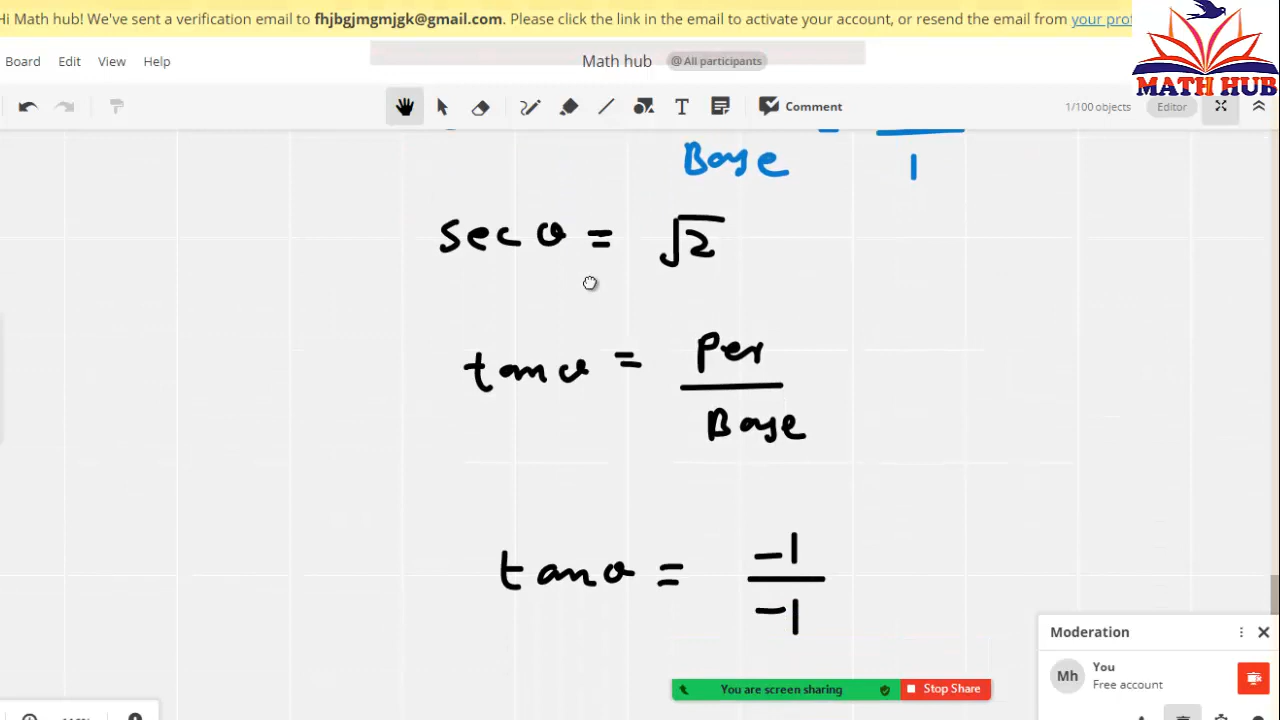 Hi Math hub! We've sent a verification email to fhjbgjmgmjgk@gmail.com. Please click the link in the email to activate your account, or resend the email from your prof
MATH HUB
Board Edit View Help
Math hub @ All participants
T Comment 1/100 objects Editor
Base = 1
sec θ = √2
tan θ = Per
Base
tan θ = -1
-1
Moderation
Mh You
Free account
You are screen sharing Stop Share